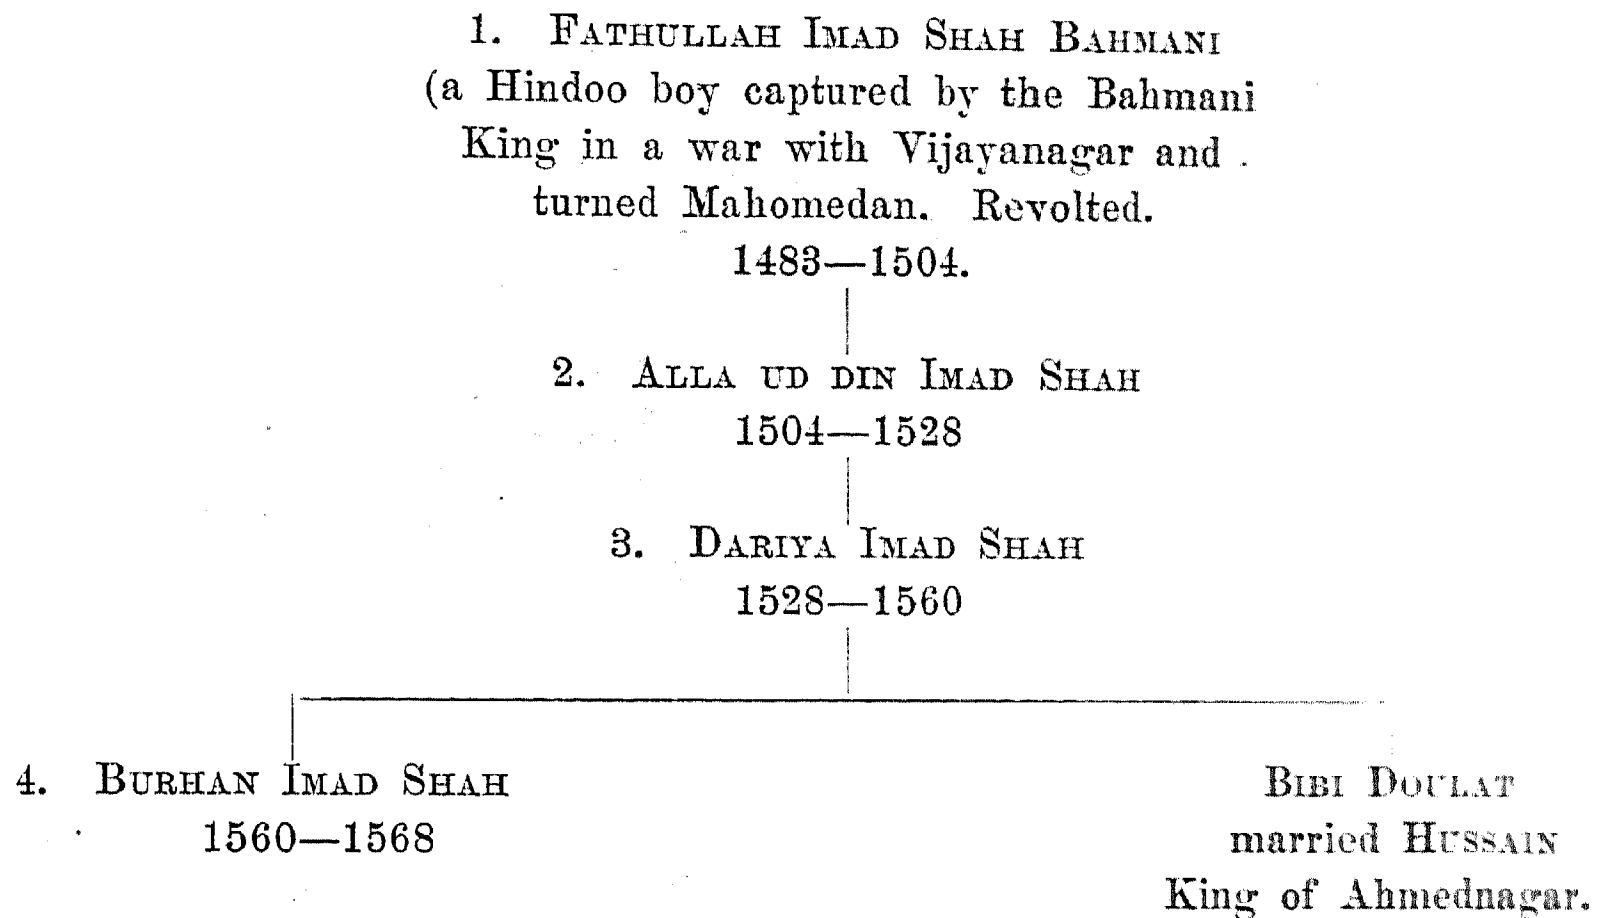 1. FATHULLAH IMAD SHAH BAHMANI
(a Hindoo boy captured by the Bahmani
King in a war with Vijayanagar and
turned Mahomedan. Revolted.
1483—1504.
2. ALLA UD DIN IMAD SHAH
1504—1528
3. DARIYA IMAD SHAH
1528—1560
4. BURHAN IMAD SHAH
1560—1568
BIBI DOULAT
married HUSSAIN
King of Ahmednagar.